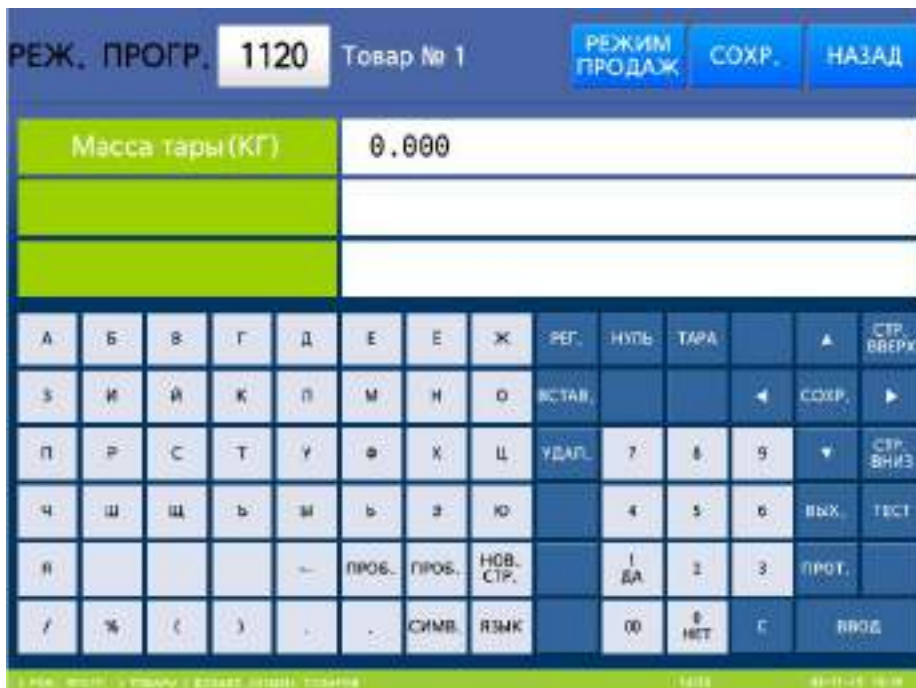 РЕЖ. ПРОГР. 1120 Товар № 1 РЕЖИМ ПРОДАЖ СОХР. НАЗАД
Масса тары(КГ) 0.000
А Б В Г Д Е Ё Ж РЕГ. НУЛЬ ТАРА ▲ СТР. ВВЕРХ
З И Й К Л М Н О ВСТАВ. ◄ СОХР. ►
П Р С Т У Ф Х Ц УДАЛ. 7 8 9 ▼ СТР. ВНИЗ
Ч Ш Щ Ъ Ы Ь Э Ю 4 5 6 ВЫХ. ТЕСТ
Я ← ПРОБ. ПРОБ. НОВ. СТР. 1 ДА 2 3 ПРОТ.
/ % ( ) СИМВ. ЯЗЫК 00 0 НЕТ С ВВОД